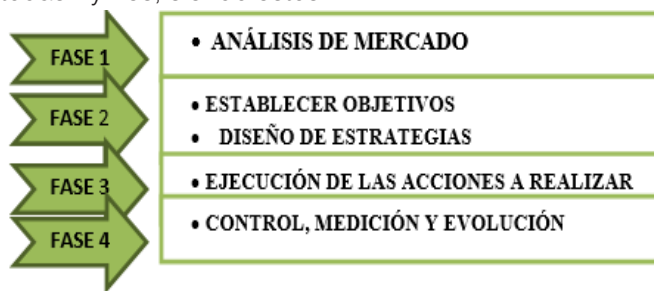 FASE 1
• ANÁLISIS DE MERCADO
FASE 2
• ESTABLECER OBJETIVOS
• DISEÑO DE ESTRATEGIAS
FASE 3
• EJECUCIÓN DE LAS ACCIONES A REALIZAR
FASE 4
• CONTROL, MEDICIÓN Y EVOLUCIÓN